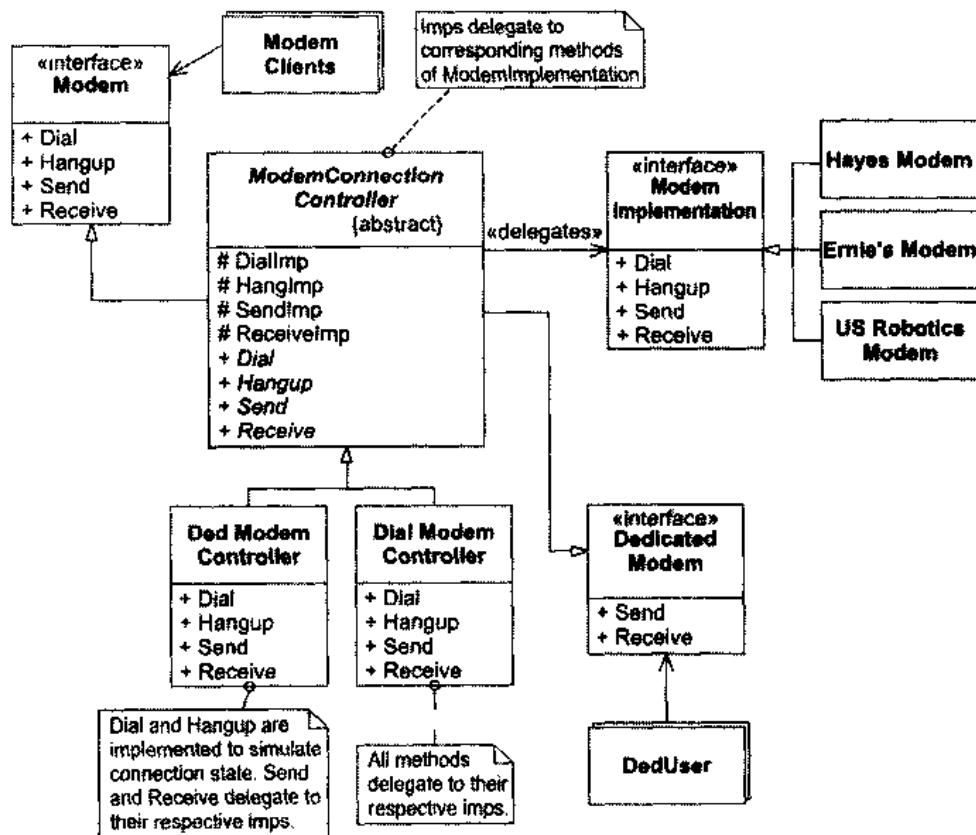 «interface»
Modem
+ Dial
+ Hangup
+ Send
+ Receive
Modem
Clients
Imps delegate to
corresponding methods
of ModemImplementation
ModemConnection
Controller
{abstract}
# DialImp
# HangImp
# SendImp
# ReceiveImp
+ Dial
+ Hangup
+ Send
+ Receive
«delegates»
«interface»
Modem
Implementation
+ Dial
+ Hangup
+ Send
+ Receive
Hayes Modem
Ernie's Modem
US Robotics
Modem
Ded Modem
Controller
+ Dial
+ Hangup
+ Send
+ Receive
Dial Modem
Controller
+ Dial
+ Hangup
+ Send
+ Receive
«interface»
Dedicated
Modem
+ Send
+ Receive
Dial and Hangup are
implemented to simulate
connection state. Send
and Receive delegate to
their respective imps.
All methods
delegate to their
respective imps.
DedUser